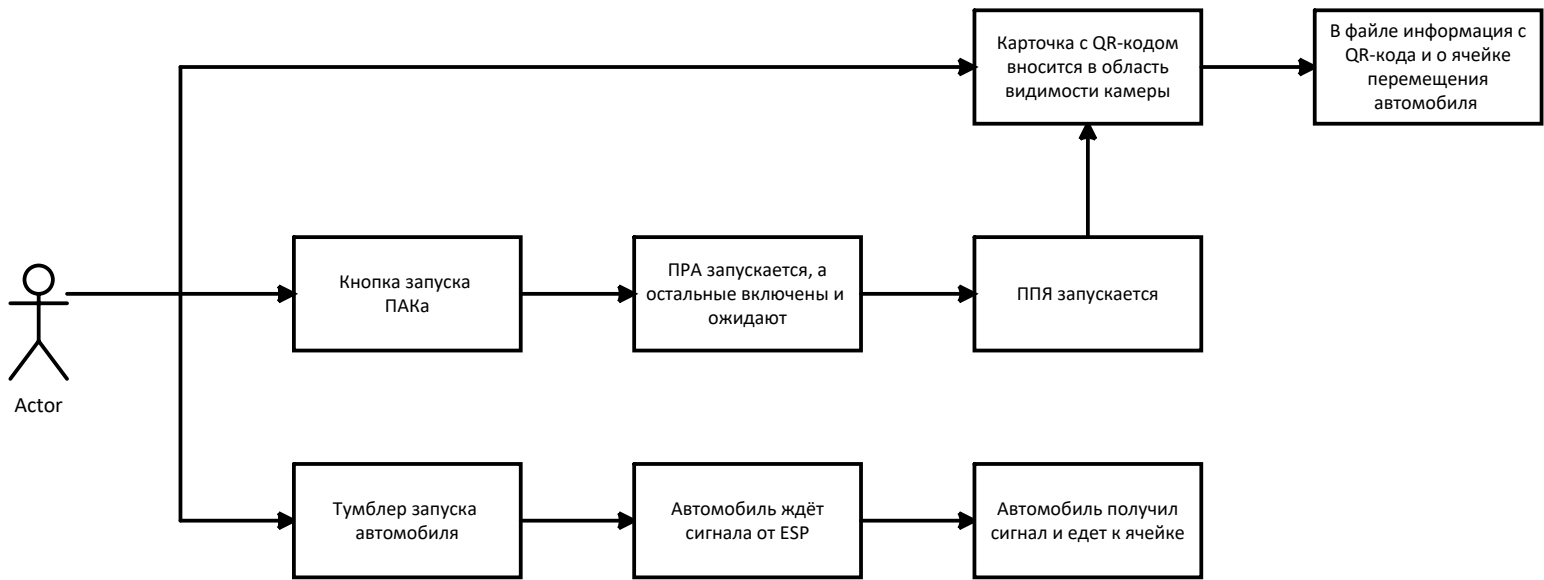 Карточка с QR-кодом
вносится в область
видимости камеры
В файле информация с
QR-кода и о ячейке
перемещения
автомобиля
Кнопка запуска
ПАКа
ПРА запускается, а
остальные включены и
ожидают
ППЯ запускается
Actor
Тумблер запуска
автомобиля
Автомобиль ждёт
сигнала от ESP
Автомобиль получил
сигнал и едет к ячейке